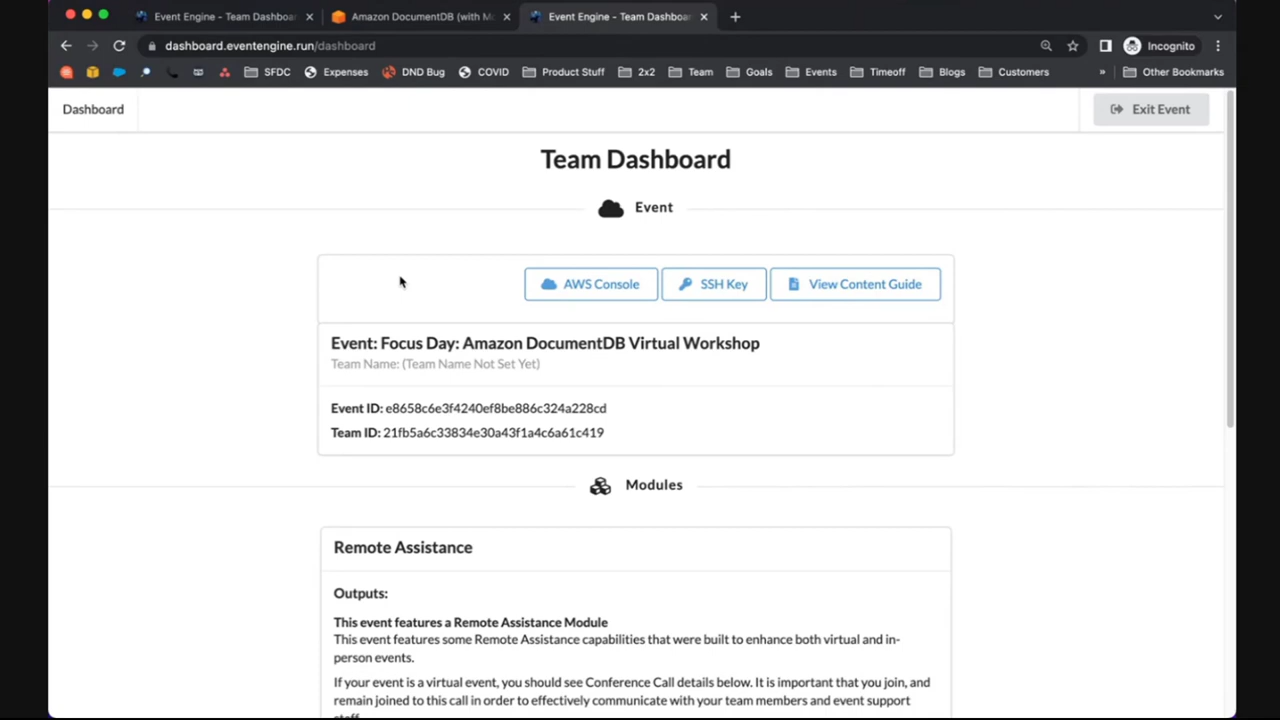 Event Engine - Team Dashboar
Amazon DocumentDB (with M
Event Engine - Team Dashboa
dashboard.eventengine.run/dashboard
Incognito
SFDC
Expenses
DND Bug
COVID
Product Stuff
2x2
Team
Goals
Events
Timeoff
Blogs
Customers
»
Other Bookmarks
Dashboard
Exit Event
Team Dashboard
Event
AWS Console
SSH Key
View Content Guide
Event: Focus Day: Amazon DocumentDB Virtual Workshop
Team Name: (Team Name Not Set Yet)
Event ID: e8658c6e3f4240ef8be886c324a228cd
Team ID: 21fb5a6c33834e30a43f1a4c6a61c419
Modules
Remote Assistance
Outputs:
This event features a Remote Assistance Module
This event features some Remote Assistance capabilities that were built to enhance both virtual and in-
person events.
If your event is a virtual event, you should see Conference Call details below. It is important that you join, and
remain joined to this call in order to effectively communicate with your team members and event support
staff.